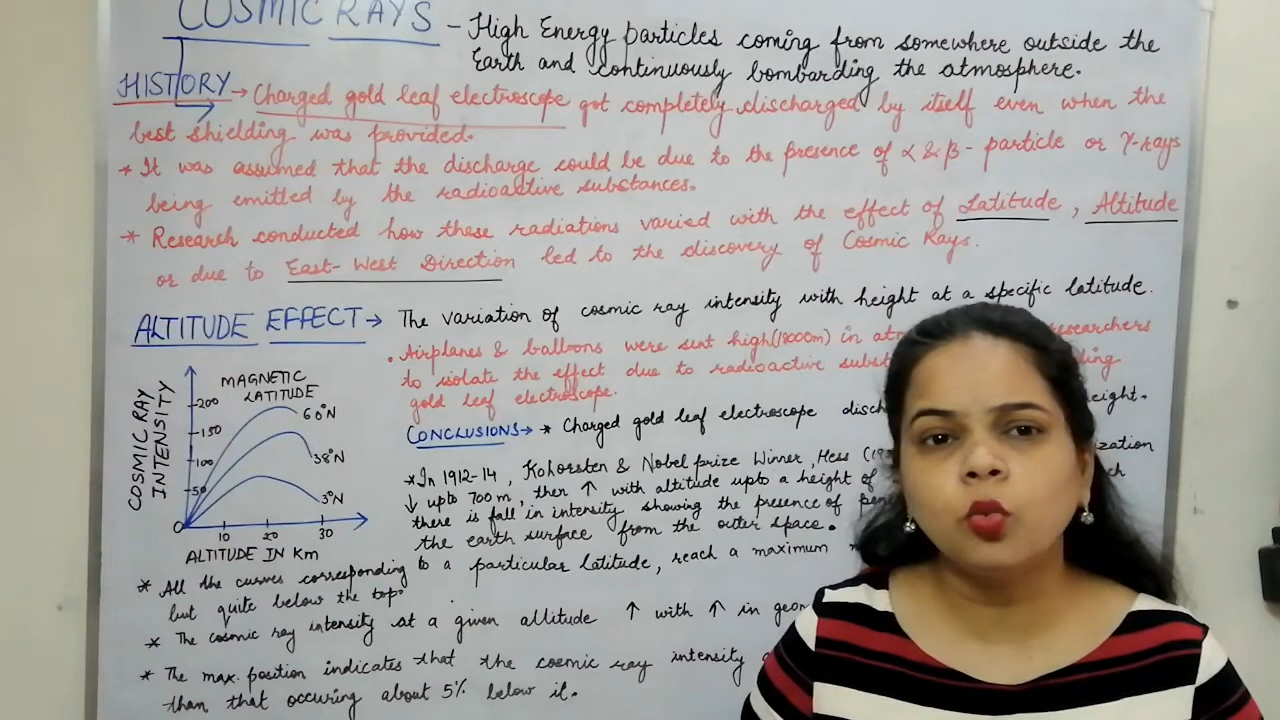 COSMIC RAYS - High Energy particles coming from somewhere outside the
Earth and continuously bombarding the atmosphere.
HISTORY → Charged gold leaf electroscope got completely discharged by itself even when the
best shielding was provided.
* It was assumed that the discharge could be due to the presence of α & β - particle or γ-rays
being emitted by the radioactive substances.
* Research conducted how these radiations varied with the effect of Latitude, Altitude
or due to East-West Direction led to the discovery of Cosmic Rays.
ALTITUDE EFFECT → The variation of cosmic ray intensity with height at a specific latitude.
• Airplanes & balloons were sent high (18000m) in researchers
to isolate the effect due to radioactive
gold leaf electroscope.
CONCLUSIONS → * Charged gold leaf electroscope height.
* In 1912-14, Kohorsten & Nobel prize Winner, Hess
↓ upto 700m, then ↑ with altitude upto a height of
there is fall in intensity showing the presence of
the earth surface from the outer space.
COSMIC RAY
INTENSITY
MAGNETIC
LATITUDE
200
150
100
50
0
60°N
38°N
3°N
10 20 30
ALTITUDE IN Km
* All the curves corresponding to a particular latitude, reach a maximum
but quite below the top.
* The cosmic ray intensity at a given altitude ↑ with ↑ in
* The max. position indicates that the cosmic ray intensity
than that occuring about 5% below it.